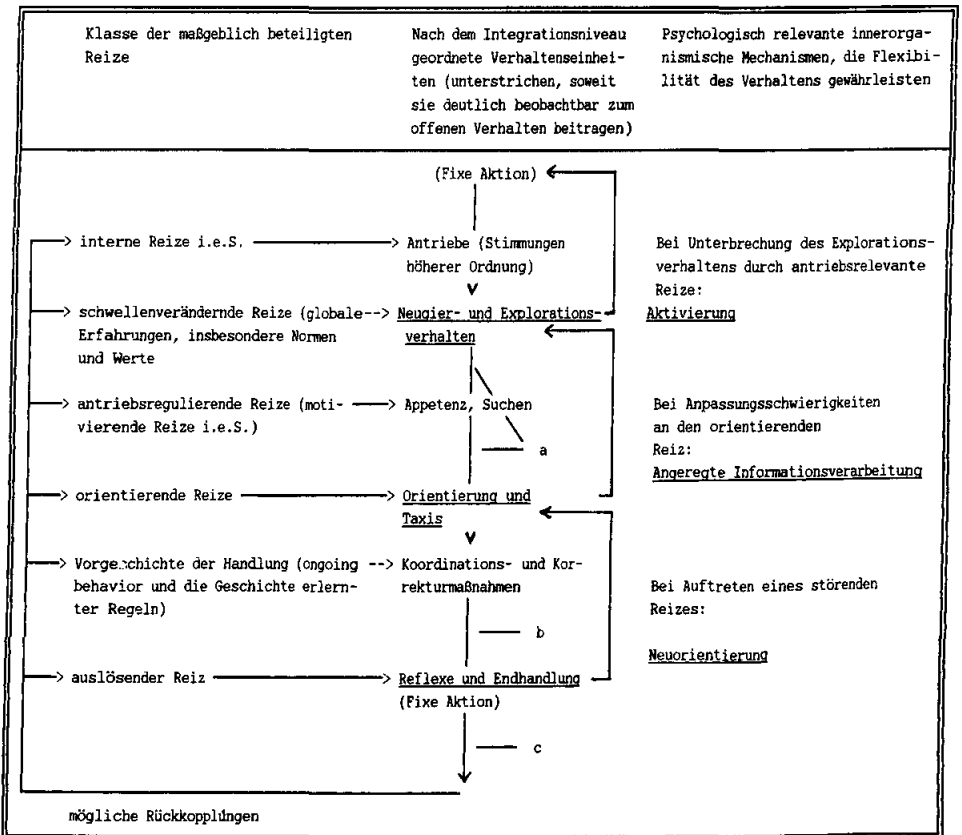 Klasse der maßgeblich beteiligten
Reize
Nach dem Integrationsniveau
geordnete Verhaltenseinhei-
ten (unterstrichen, soweit
sie deutlich beobachtbar zum
offenen Verhalten beitragen)
Psychologisch relevante innerorga-
nismische Mechanismen, die Flexibi-
lität des Verhaltens gewährleisten
(Fixe Aktion)
interne Reize i.e.S.
Antriebe (Stimmungen
höherer Ordnung)
Bei Unterbrechung des Explorations-
verhaltens durch antriebsrelevante
Reize:
Aktivierung
schwellenverändernde Reize (globale
Erfahrungen, insbesondere Normen
und Werte
Neugier- und Explorations-
verhalten
antriebsregulierende Reize (moti-
vierende Reize i.e.S.)
Appetenz, Suchen
a
Bei Anpassungsschwierigkeiten
an den orientierenden
Reiz:
Angeregte Informationsverarbeitung
orientierende Reize
Orientierung und
Taxis
Vorgeschichte der Handlung (ongoing
behavior und die Geschichte erlern-
ter Regeln)
Koordinations- und Kor-
rekturmaßnahmen
b
Bei Auftreten eines störenden
Reizes:
Neuorientierung
auslösender Reiz
Reflexe und Endhandlung
(Fixe Aktion)
c
mögliche Rückkopplungen